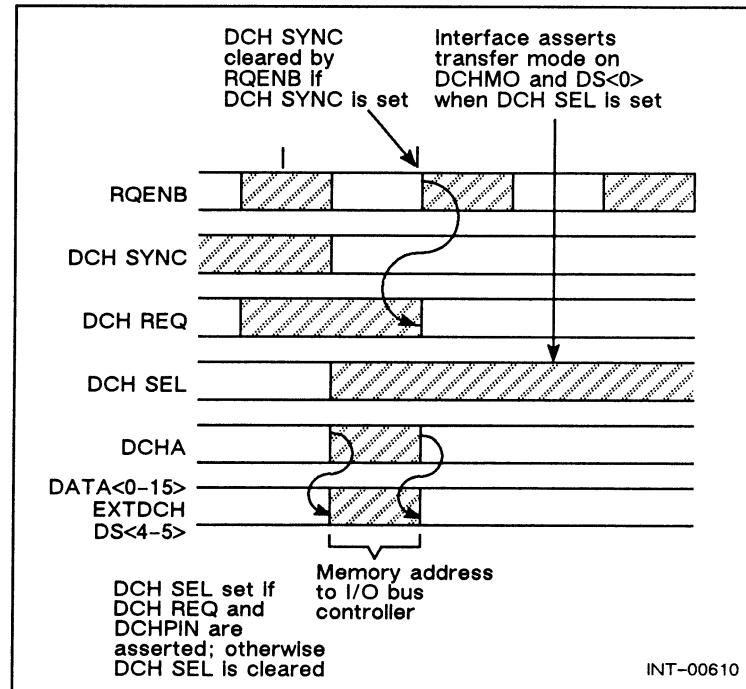 DCH SYNC
cleared by
RQENB if
DCH SYNC is set
Interface asserts
transfer mode on
DCHMO and DS<0>
when DCH SEL is set
RQENB
DCH SYNC
DCH REQ
DCH SEL
DCHA
DATA<0-15>
EXTDCH
DS<4-5>
Memory address
to I/O bus
controller
DCH SEL set if
DCH REQ and
DCHPIN are
asserted; otherwise
DCH SEL is cleared
INT-00610